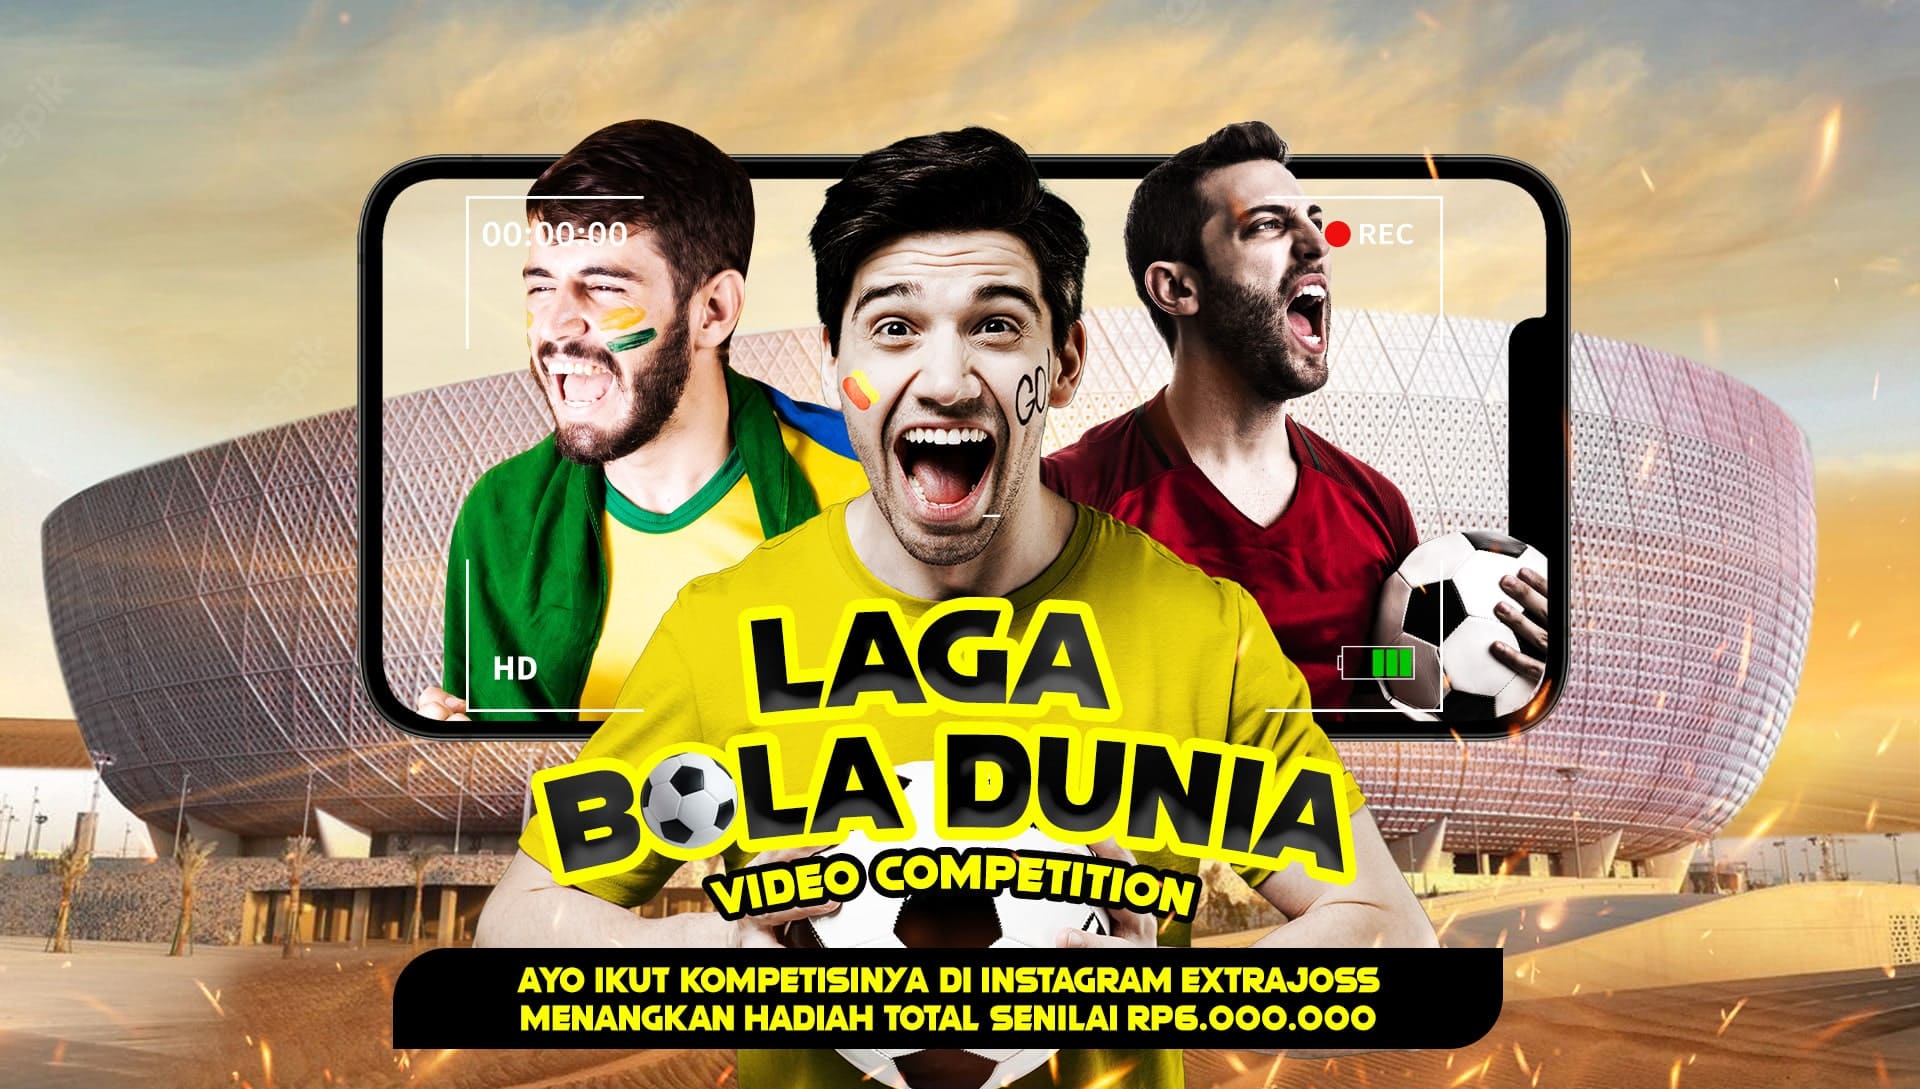 00:00:00
REC
GO
HD
LAGA
BOLA DUNIA
VIDEO COMPETITION
AYO IKUT KOMPETISINYA DI INSTAGRAM EXTRAJOSS
MENANGKAN HADIAH TOTAL SENILAI RP6.000.000